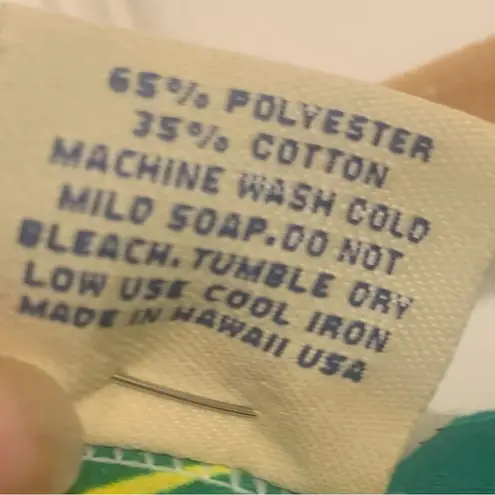 65% POLYESTER
35% COTTON
MACHINE WASH COLD
MILD SOAP. DO NOT
BLEACH. TUMBLE DRY
LOW USE COOL IRON
MADE IN HAWAII USA